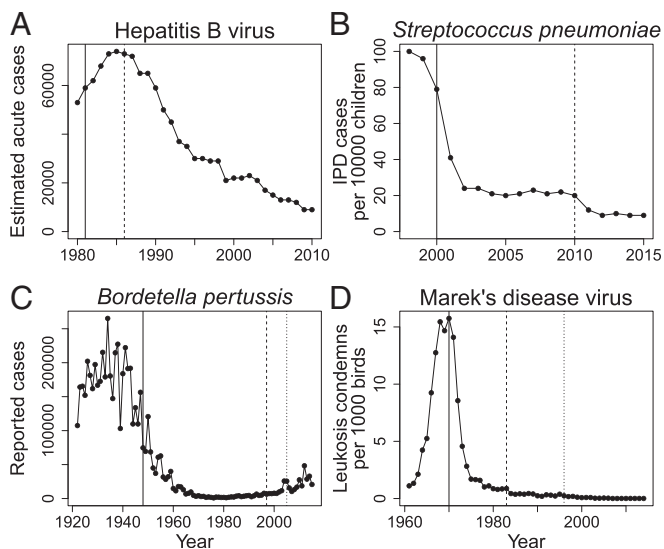 A
Hepatitis B virus
Estimated acute cases
0
20000
60000
1980
1990
2000
2010
B
Streptococcus pneumoniae
IPD cases
per 10000 children
0
20
40
60
80
100
2000
2005
2010
2015
C
Bordetella pertussis
Reported cases
0
100000
200000
1920
1940
1960
1980
2000
Year
D
Marek's disease virus
Leukosis condemns
per 1000 birds
0
5
10
15
1960
1980
2000
Year